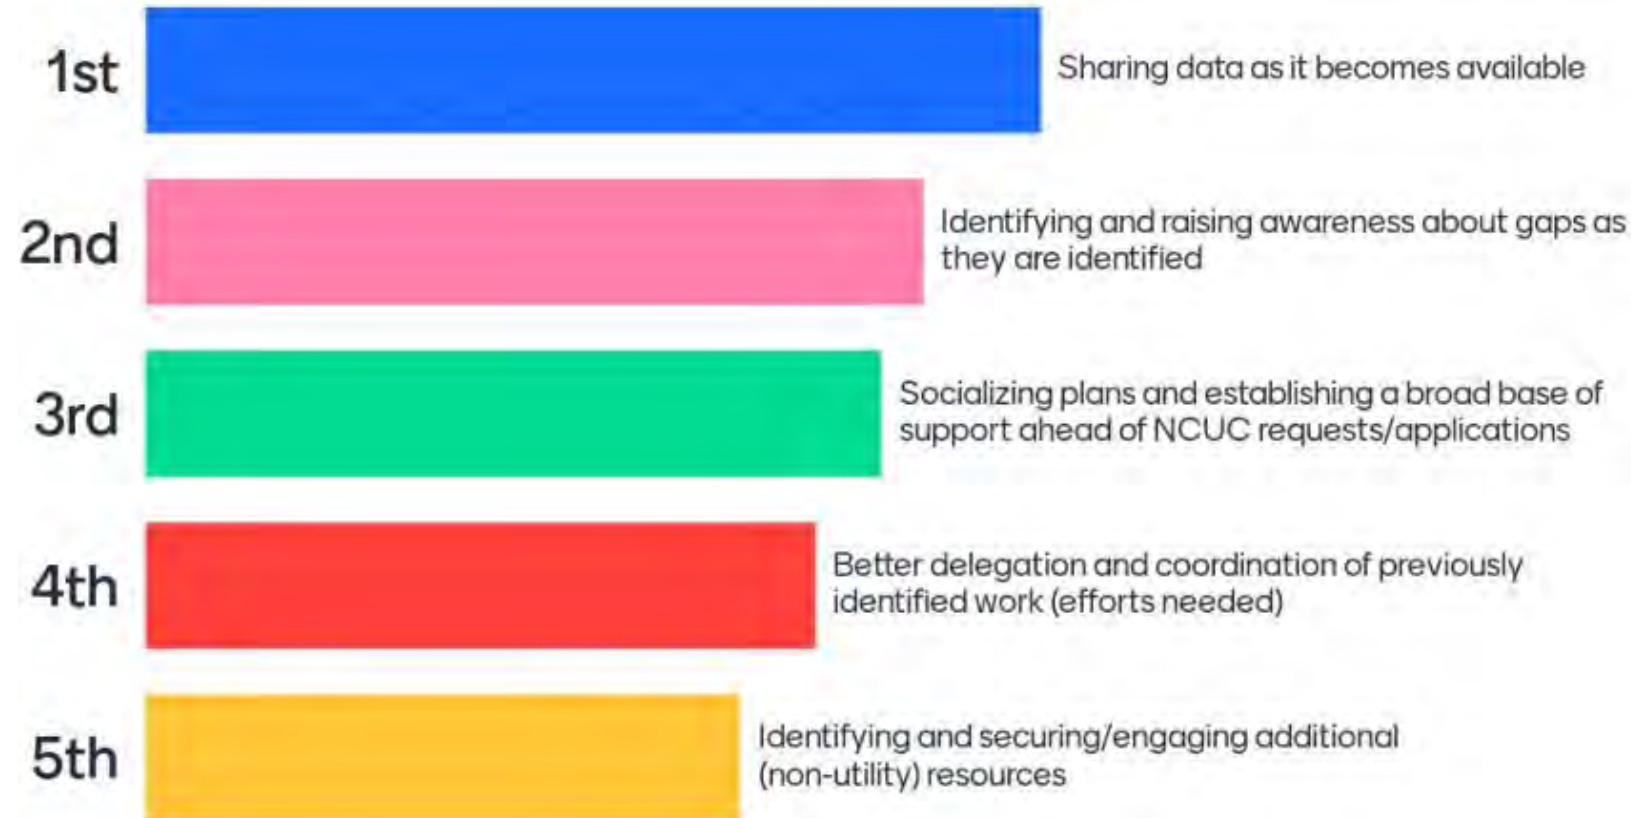 1st
Sharing data as it becomes available
2nd
Identifying and raising awareness about gaps as
they are identified
3rd
Socializing plans and establishing a broad base of
support ahead of NCUC requests/applications
4th
Better delegation and coordination of previously
identified work (efforts needed)
5th
Identifying and securing/engaging additional
(non-utility) resources